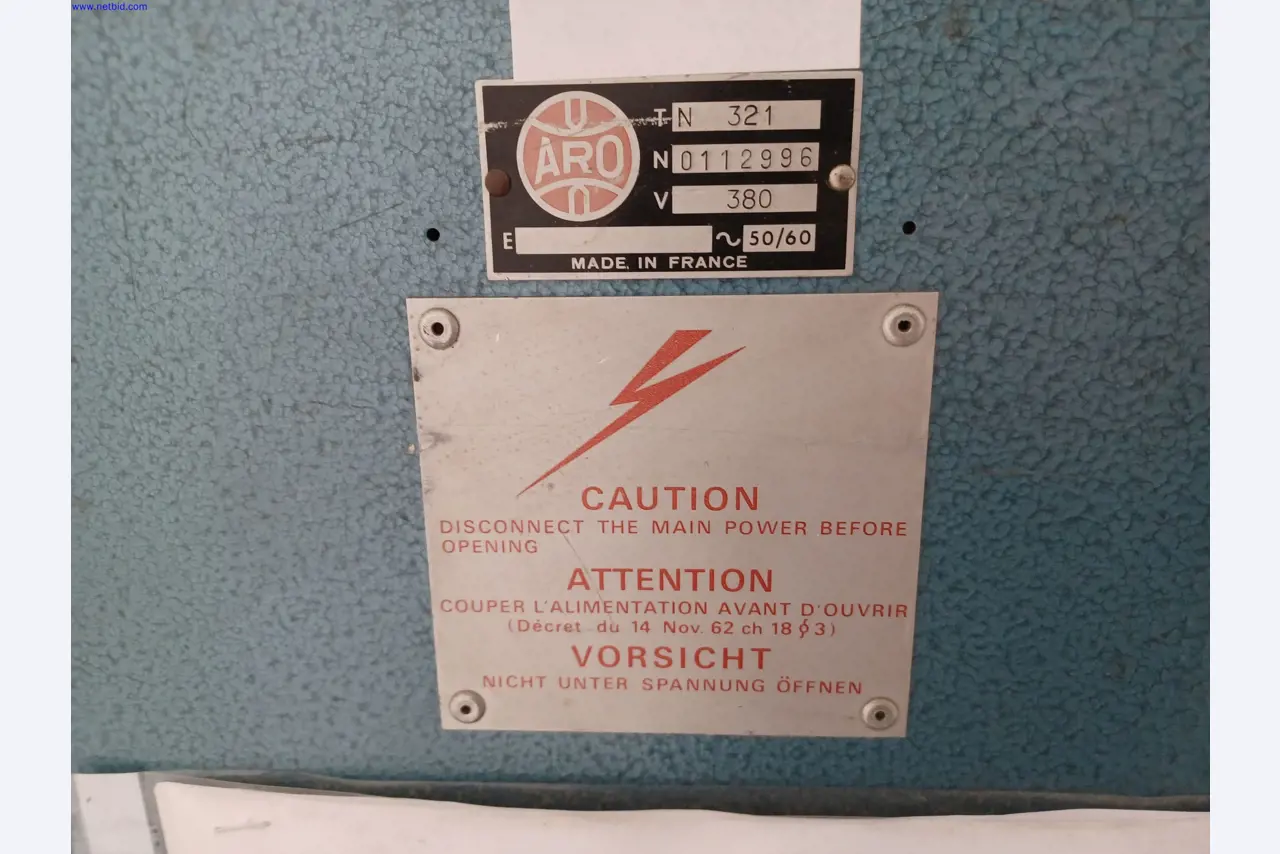 www.netbid.com
ARO
T N 321
N 0112996
V 380
E ~ 50/60
MADE IN FRANCE
CAUTION
DISCONNECT THE MAIN POWER BEFORE
OPENING
ATTENTION
COUPER L'ALIMENTATION AVANT D'OUVRIR
(Décret du 14 Nov. 62 ch 18 § 3)
VORSICHT
NICHT UNTER SPANNUNG ÖFFNEN